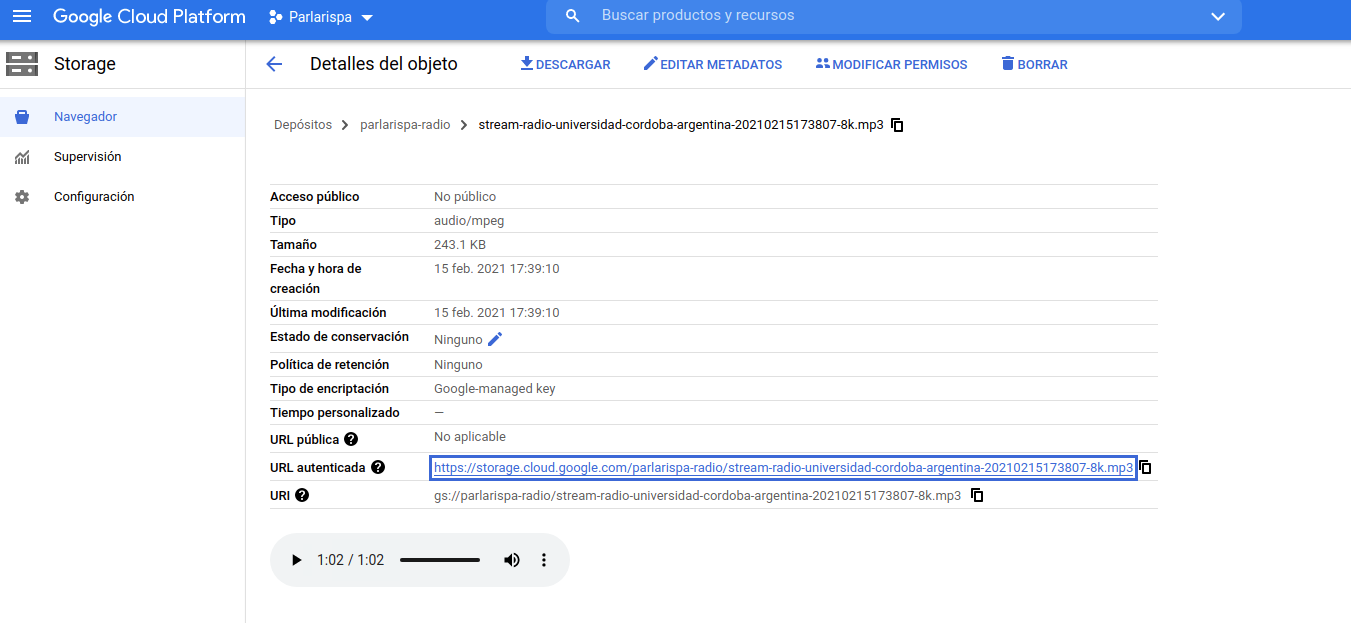 Google Cloud Platform Parlarispa Buscar productos y recursos
Storage Detalles del objeto DESCARGAR EDITAR METADATOS MODIFICAR PERMISOS BORRAR
Navegador
Supervisión
Configuración
Depósitos parlarispa-radio stream-radio-universidad-cordoba-argentina-20210215173807-8k.mp3
Acceso público No público
Tipo audio/mpeg
Tamaño 243.1 KB
Fecha y hora de 15 feb. 2021 17:39:10
creación
Última modificación 15 feb. 2021 17:39:10
Estado de conservación Ninguno
Política de retención Ninguno
Tipo de encriptación Google-managed key
Tiempo personalizado —
URL pública No aplicable
URL autenticada https://storage.cloud.google.com/parlarispa-radio/stream-radio-universidad-cordoba-argentina-20210215173807-8k.mp3
URI gs://parlarispa-radio/stream-radio-universidad-cordoba-argentina-20210215173807-8k.mp3
1:02 / 1:02